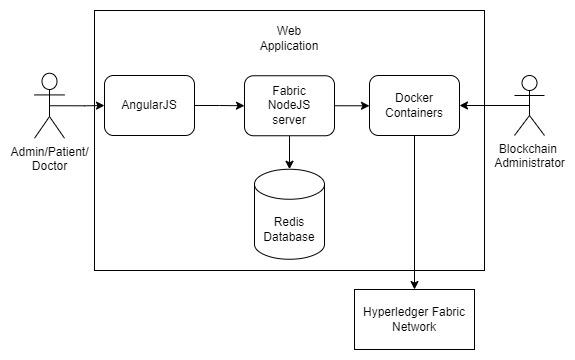 Web
Application
AngularJS
Fabric
NodeJS
server
Docker
Containers
Admin/Patient/
Doctor
Blockchain
Administrator
Redis
Database
Hyperledger Fabric
Network